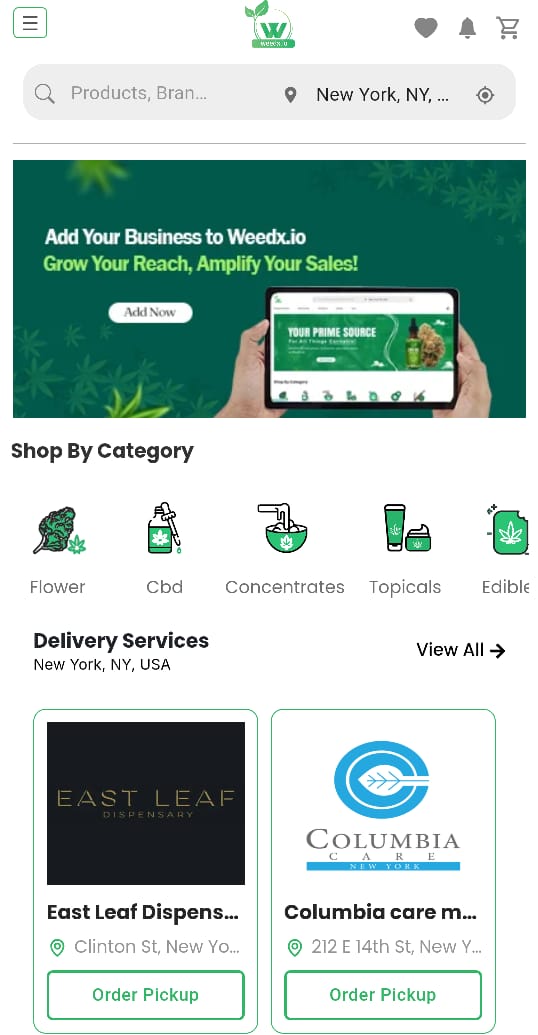 W
weedx.io
Products, Bran...
New York, NY, ...
Add Your Business to Weedx.io
Grow Your Reach, Amplify Your Sales!
Add Now
YOUR PRIME SOURCE
For All Things Cannabis!
Shop By Category
Shop By Category
Flower
Cbd
Concentrates
Topicals
Edible
Delivery Services
New York, NY, USA
View All
EAST LEAF
DISPENSARY
COLUMBIA
CARE
NEW YORK
East Leaf Dispens...
Columbia care m...
Clinton St, New Yo...
212 E 14th St, New Y...
Order Pickup
Order Pickup